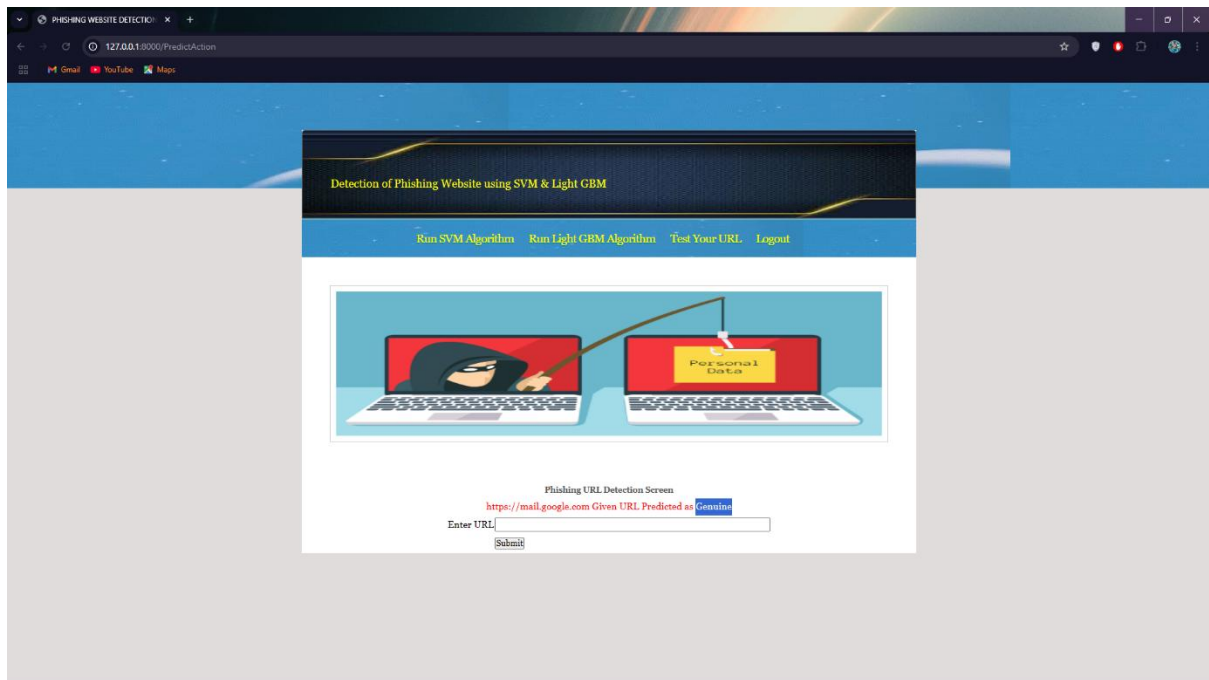 PHISHING WEBSITE DETECTION
127.0.0.1:8000/PredictAction
Gmail YouTube Maps
Detection of Phishing Website using SVM & Light GBM
Run SVM Algorithm Run Light GBM Algorithm Test Your URL Logout
Personal
Data
Phishing URL Detection Screen
https://mail.google.com Given URL Predicted as Genuine
Enter URL
Submit